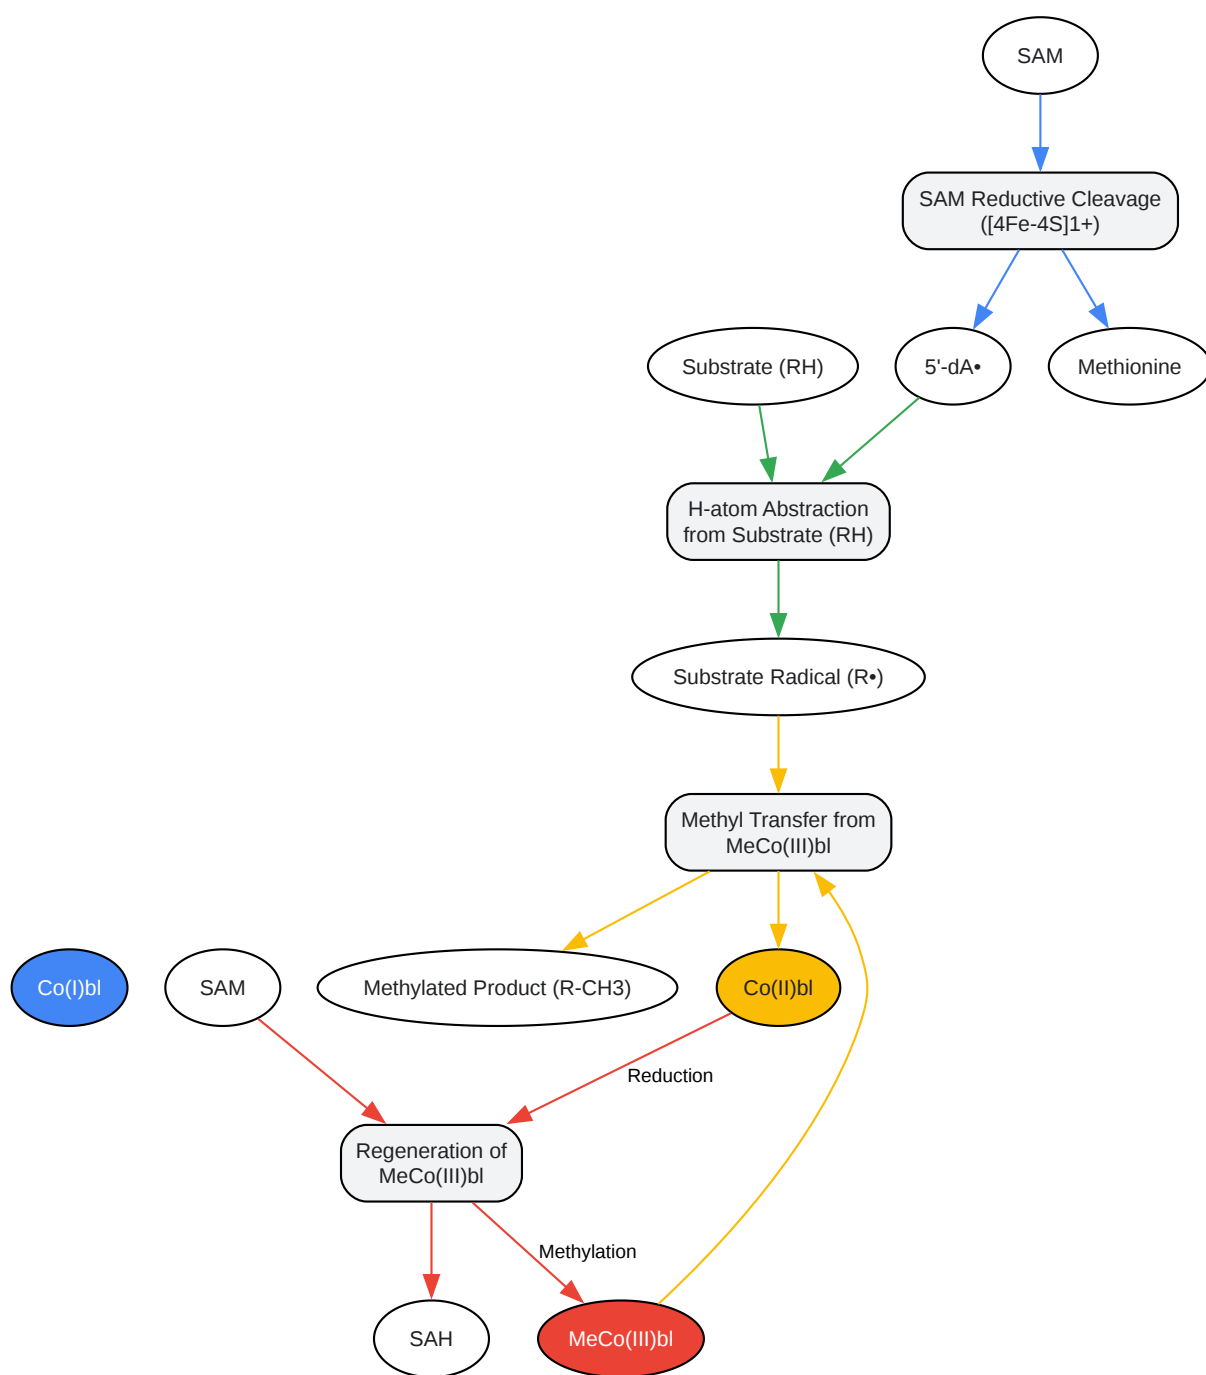 SAM
SAM Reductive Cleavage
([4Fe-4S]1+)
Substrate (RH)
5'-dA•
Methionine
H-atom Abstraction
from Substrate (RH)
Substrate Radical (R•)
Methyl Transfer from
MeCo(III)bl
Co(I)bl
SAM
Methylated Product (R-CH3)
Co(II)bl
Reduction
Regeneration of
MeCo(III)bl
Methylation
SAH
MeCo(III)bl